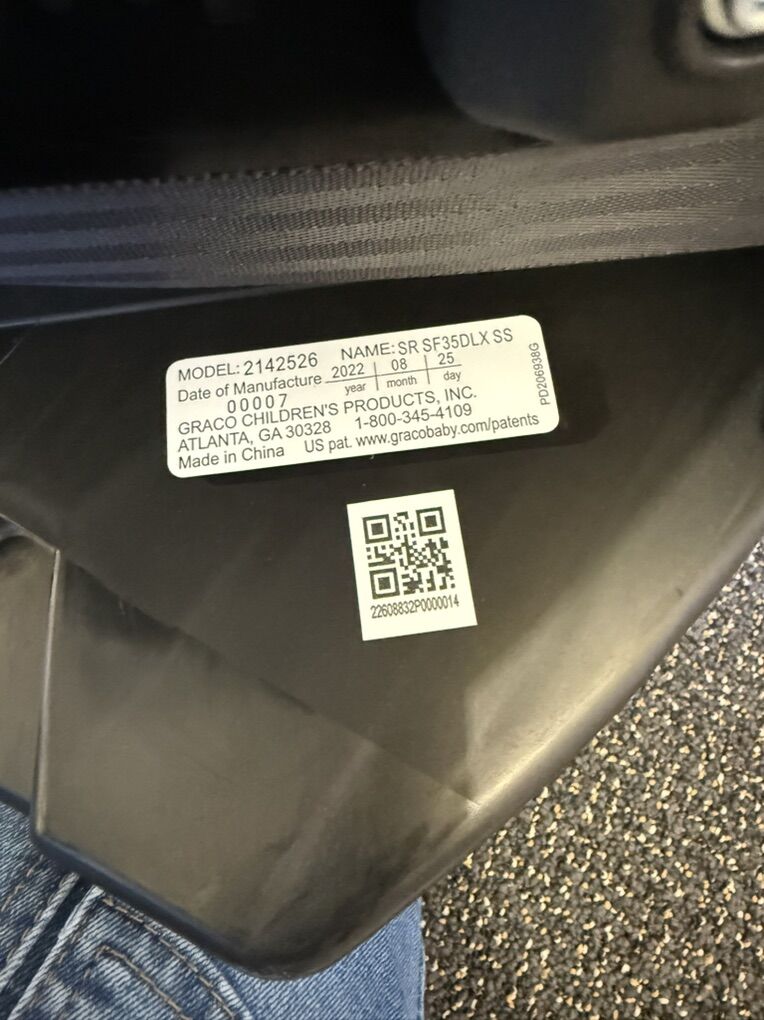 MODEL: 2142526 NAME: SR SF35DLX SS
Date of Manufacture 2022 | 08 | 25
year month day
00007
GRACO CHILDREN'S PRODUCTS, INC.
ATLANTA, GA 30328 1-800-345-4109
Made in China US pat. www.gracobaby.com/patents
PD206938G
22608832P0000014